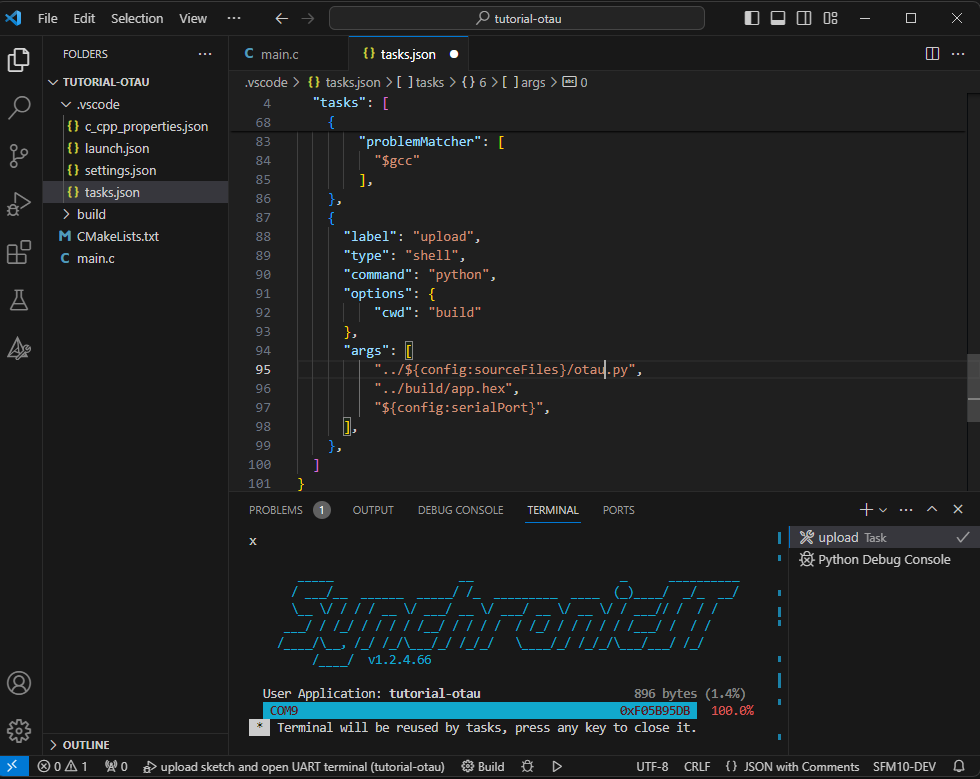 File Edit Selection View ··· tutorial-otau
FOLDERS ···
TUTORIAL-OTAU
.vscode
{} c_cpp_properties.json
{} launch.json
{} settings.json
{} tasks.json
build
M CMakeLists.txt
C main.c
OUTLINE
C main.c
{} tasks.json
.vscode > {} tasks.json > [ ] tasks > {} 6 > [ ] args > abc 0
4 "tasks": [
68 {
83 "problemMatcher": [
84 "$gcc"
85 ],
86 },
87 {
88 "label": "upload",
89 "type": "shell",
90 "command": "python",
91 "options": {
92 "cwd": "build"
93 },
94 "args": [
95 "../${config:sourceFiles}/otau.py",
96 "../build/app.hex",
97 "${config:serialPort}",
98 ],
99 },
100 ]
101 }
PROBLEMS 1 OUTPUT DEBUG CONSOLE TERMINAL PORTS
x
v1.2.4.66
User Application: tutorial-otau 896 bytes (1.4%)
COM9 0xF05B95DB 100.0%
* Terminal will be reused by tasks, press any key to close it.
upload Task
Python Debug Console
0 1 0 upload sketch and open UART terminal (tutorial-otau) Build UTF-8 CRLF {} JSON with Comments SFM10-DEV